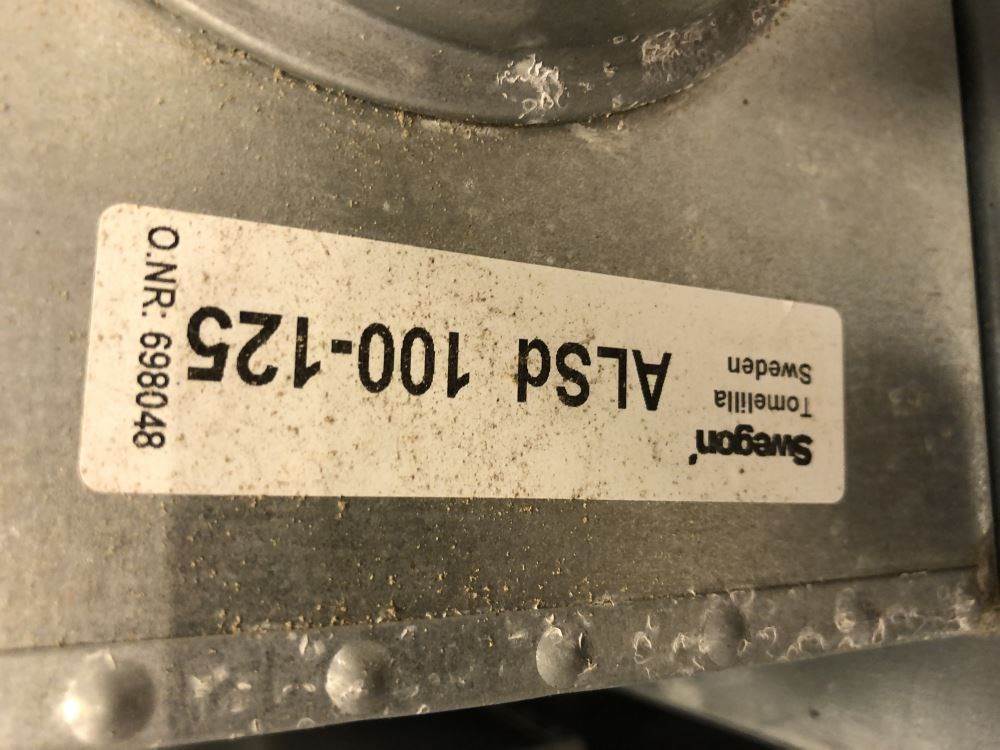 Swegon
Tomelilla
Sweden
ALSd 100-125
O.NR: 698048